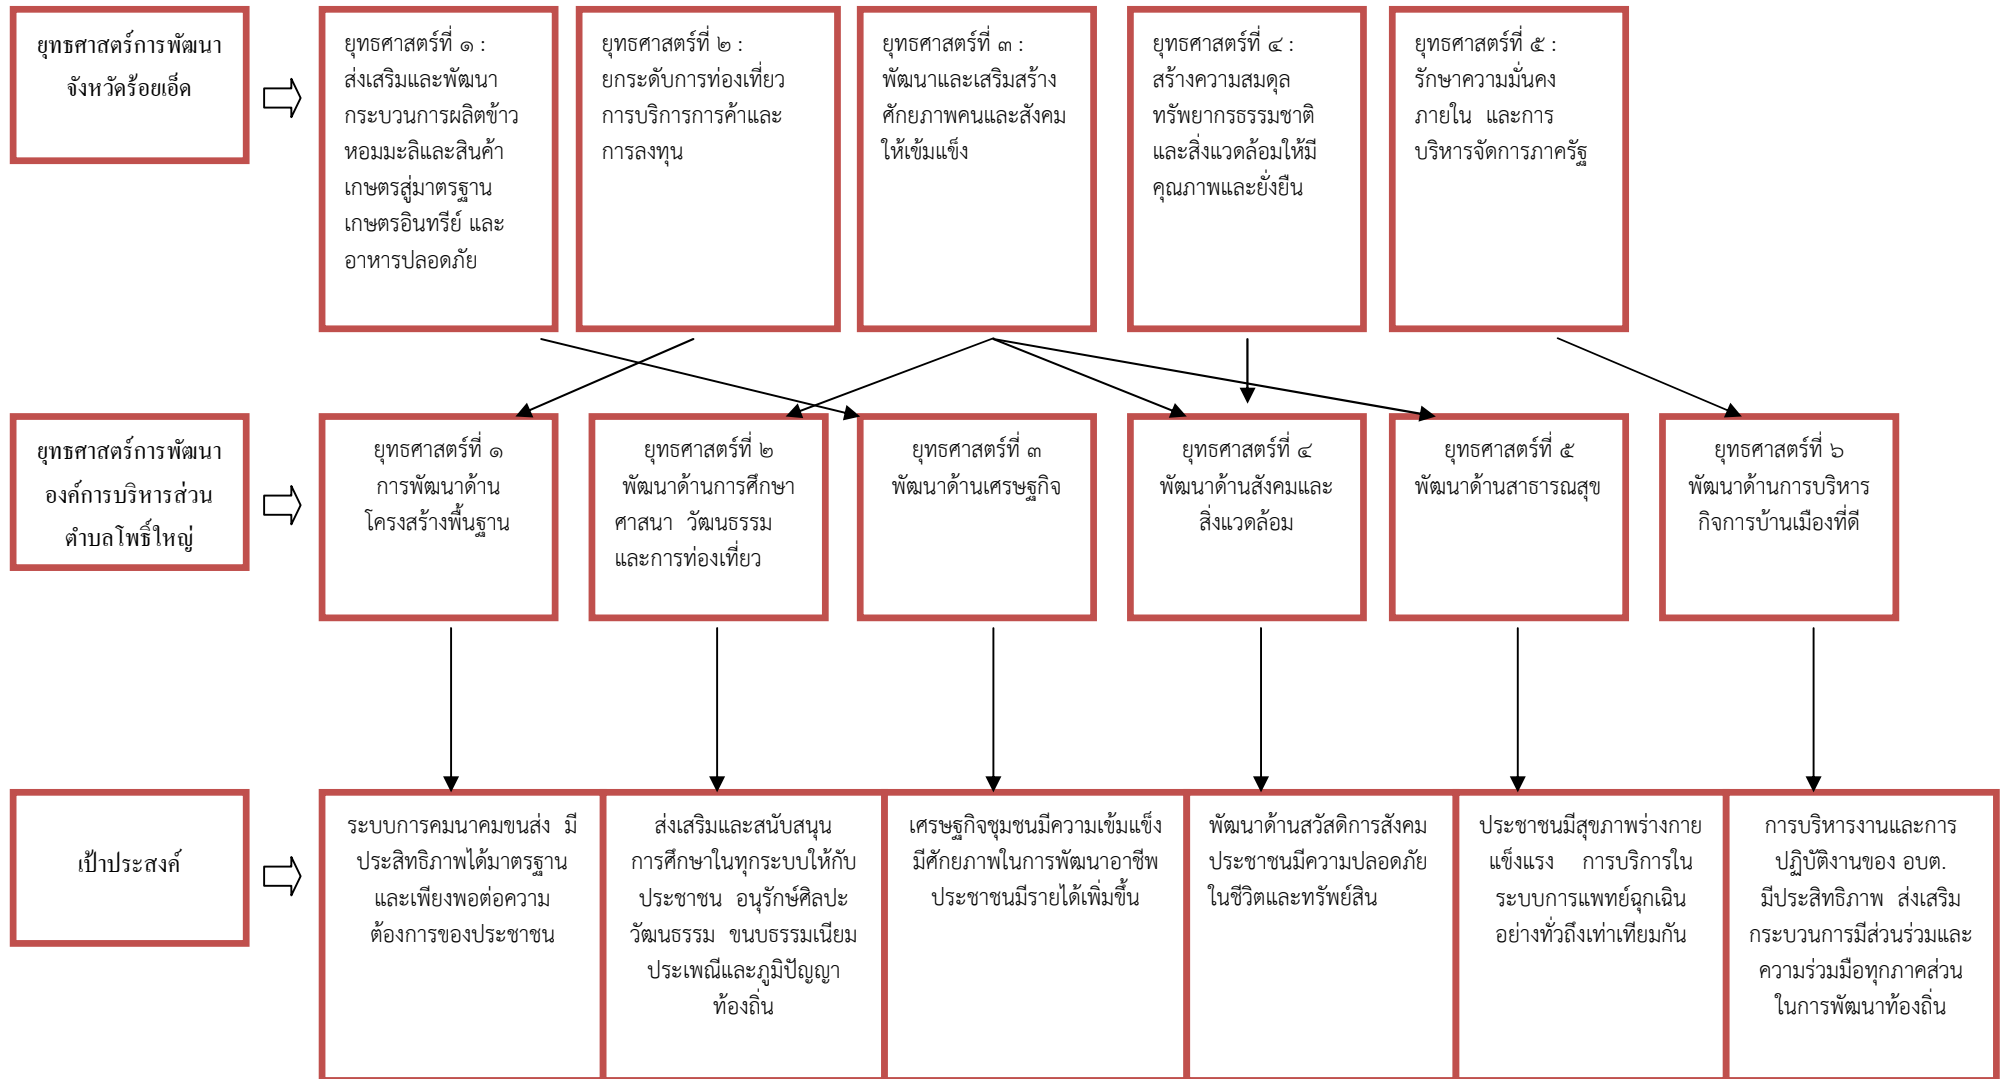 ยุทธศาสตร์การพัฒนา
จังหวัดร้อยเอ็ด
ยุทธศาสตร์ที่ ๑ :
ส่งเสริมและพัฒนา
กระบวนการผลิตข้าว
หอมมะลิและสินค้า
เกษตรสู่มาตรฐาน
เกษตรอินทรีย์ และ
อาหารปลอดภัย
ยุทธศาสตร์ที่ ๒ :
ยกระดับการท่องเที่ยว
การบริการการค้าและ
การลงทุน
ยุทธศาสตร์ที่ ๓ :
พัฒนาและเสริมสร้าง
ศักยภาพคนและสังคม
ให้เข้มแข็ง
ยุทธศาสตร์ที่ ๔ :
สร้างความสมดุล
ทรัพยากรธรรมชาติ
และสิ่งแวดล้อมให้มี
คุณภาพและยั่งยืน
ยุทธศาสตร์ที่ ๕ :
รักษาความมั่นคง
ภายใน และการ
บริหารจัดการภาครัฐ
ยุทธศาสตร์การพัฒนา
องค์การบริหารส่วน
ตำบลโพธิ์ใหญ่
ยุทธศาสตร์ที่ ๑
การพัฒนาด้าน
โครงสร้างพื้นฐาน
ยุทธศาสตร์ที่ ๒
พัฒนาด้านการศึกษา
ศาสนา วัฒนธรรม
และการท่องเที่ยว
ยุทธศาสตร์ที่ ๓
พัฒนาด้านเศรษฐกิจ
ยุทธศาสตร์ที่ ๔
พัฒนาด้านสังคมและ
สิ่งแวดล้อม
ยุทธศาสตร์ที่ ๕
พัฒนาด้านสาธารณสุข
ยุทธศาสตร์ที่ ๖
พัฒนาด้านการบริหาร
กิจการบ้านเมืองที่ดี
เป้าประสงค์
ระบบการคมนาคมขนส่ง มี
ประสิทธิภาพได้มาตรฐาน
และเพียงพอต่อความ
ต้องการของประชาชน
ส่งเสริมและสนับสนุน
การศึกษาในทุกระบบให้กับ
ประชาชน อนุรักษ์ศิลปะ
วัฒนธรรม ขนบธรรมเนียม
ประเพณีและภูมิปัญญา
ท้องถิ่น
เศรษฐกิจชุมชนมีความเข้มแข็ง
มีศักยภาพในการพัฒนาอาชีพ
ประชาชนมีรายได้เพิ่มขึ้น
พัฒนาด้านสวัสดิการสังคม
ประชาชนมีความปลอดภัย
ในชีวิตและทรัพย์สิน
ประชาชนมีสุขภาพร่างกาย
แข็งแรง การบริการใน
ระบบการแพทย์ฉุกเฉิน
อย่างทั่วถึงเท่าเทียมกัน
การบริหารงานและการ
ปฏิบัติงานของ อบต.
มีประสิทธิภาพ ส่งเสริม
กระบวนการมีส่วนร่วมและ
ความร่วมมือทุกภาคส่วน
ในการพัฒนาท้องถิ่น